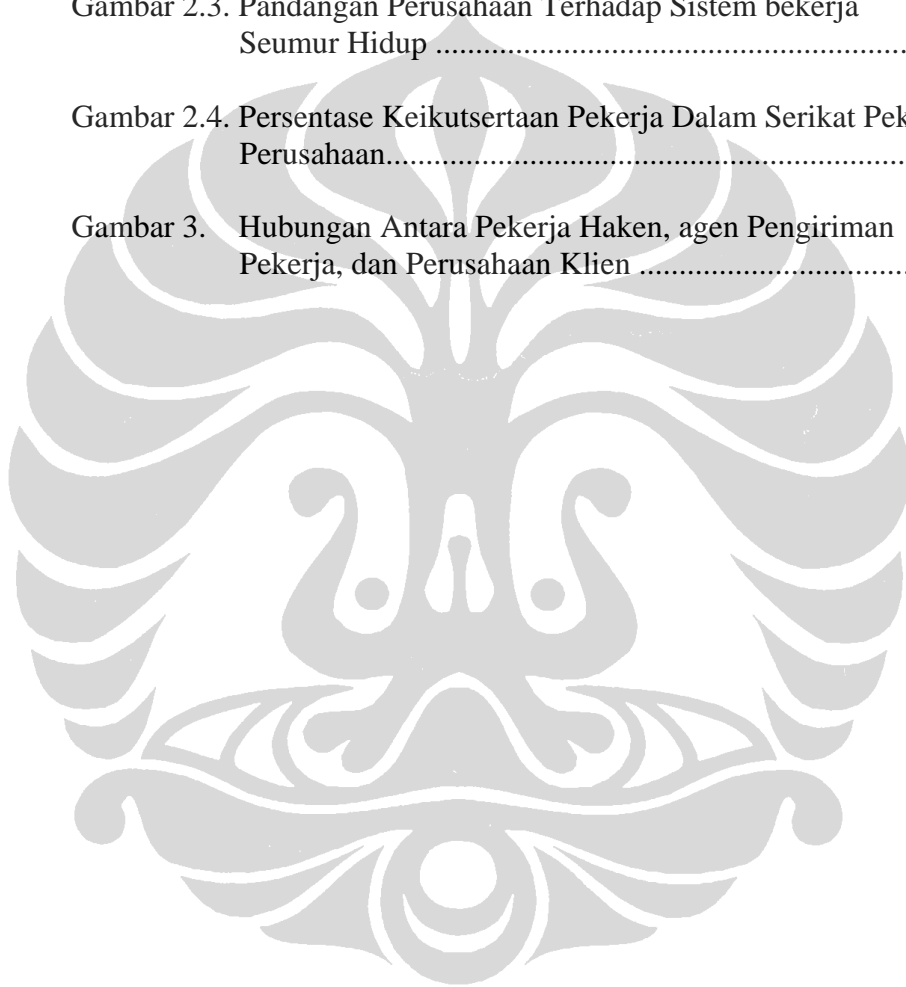 Gambar 2.3. Pandangan Perusahaan Terhadap Sistem bekerja
Seumur Hidup ...........................................................
Gambar 2.4. Persentase Keikutsertaan Pekerja Dalam Serikat Pek
Perusahaan.................................................................
Gambar 3. Hubungan Antara Pekerja Haken, agen Pengiriman
Pekerja, dan Perusahaan Klien .................................